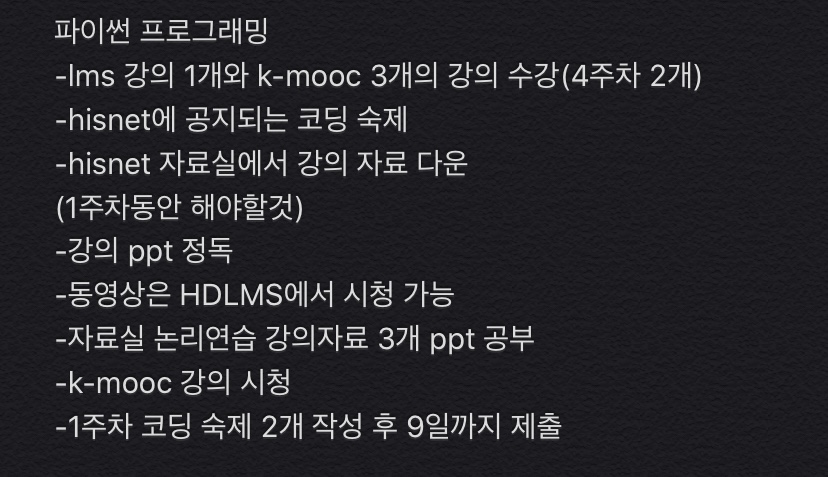 파이썬 프로그래밍
-lms 강의 1개와 k-mooc 3개의 강의 수강(4주차 2개)
-hisnet에 공지되는 코딩 숙제
-hisnet 자료실에서 강의 자료 다운
(1주차동안 해야할것)
-강의 ppt 정독
-동영상은 HDLMS에서 시청 가능
-자료실 논리연습 강의자료 3개 ppt 공부
-k-mooc 강의 시청
-1주차 코딩 숙제 2개 작성 후 9일까지 제출